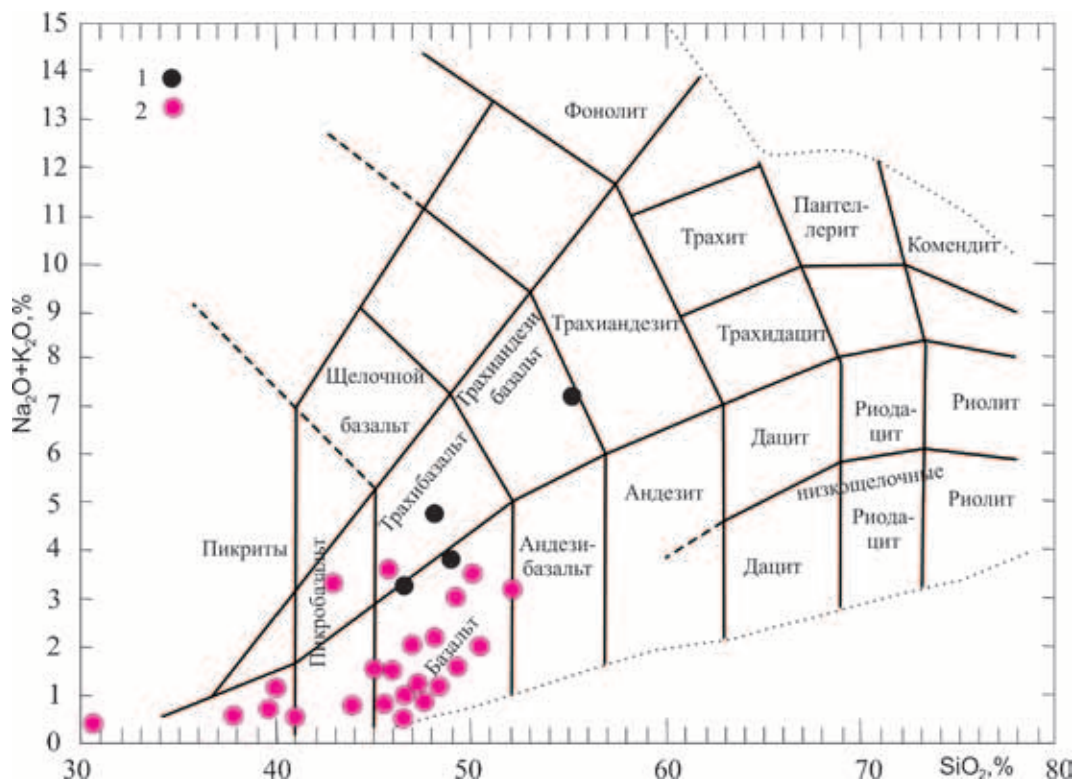 15
14
13
12
11
10
9
8
7
6
5
4
3
2
1
0
Na₂O+K₂O,%
1
2
Фонолит
Пантел-
лерит
Трахит
Комендит
Трахиандезит
Трахидацит
Трахиандези
базальт
Щелочной
базальт
Трахибазальт
Дацит
Риода-
цит
Риолит
низкощелочные
Андезит
Пикриты
Пикробазальт
Андези-
базальт
Дацит
Риода-
цит
Риолит
Базальт
30
40
50
60
70
SiO₂,%
80